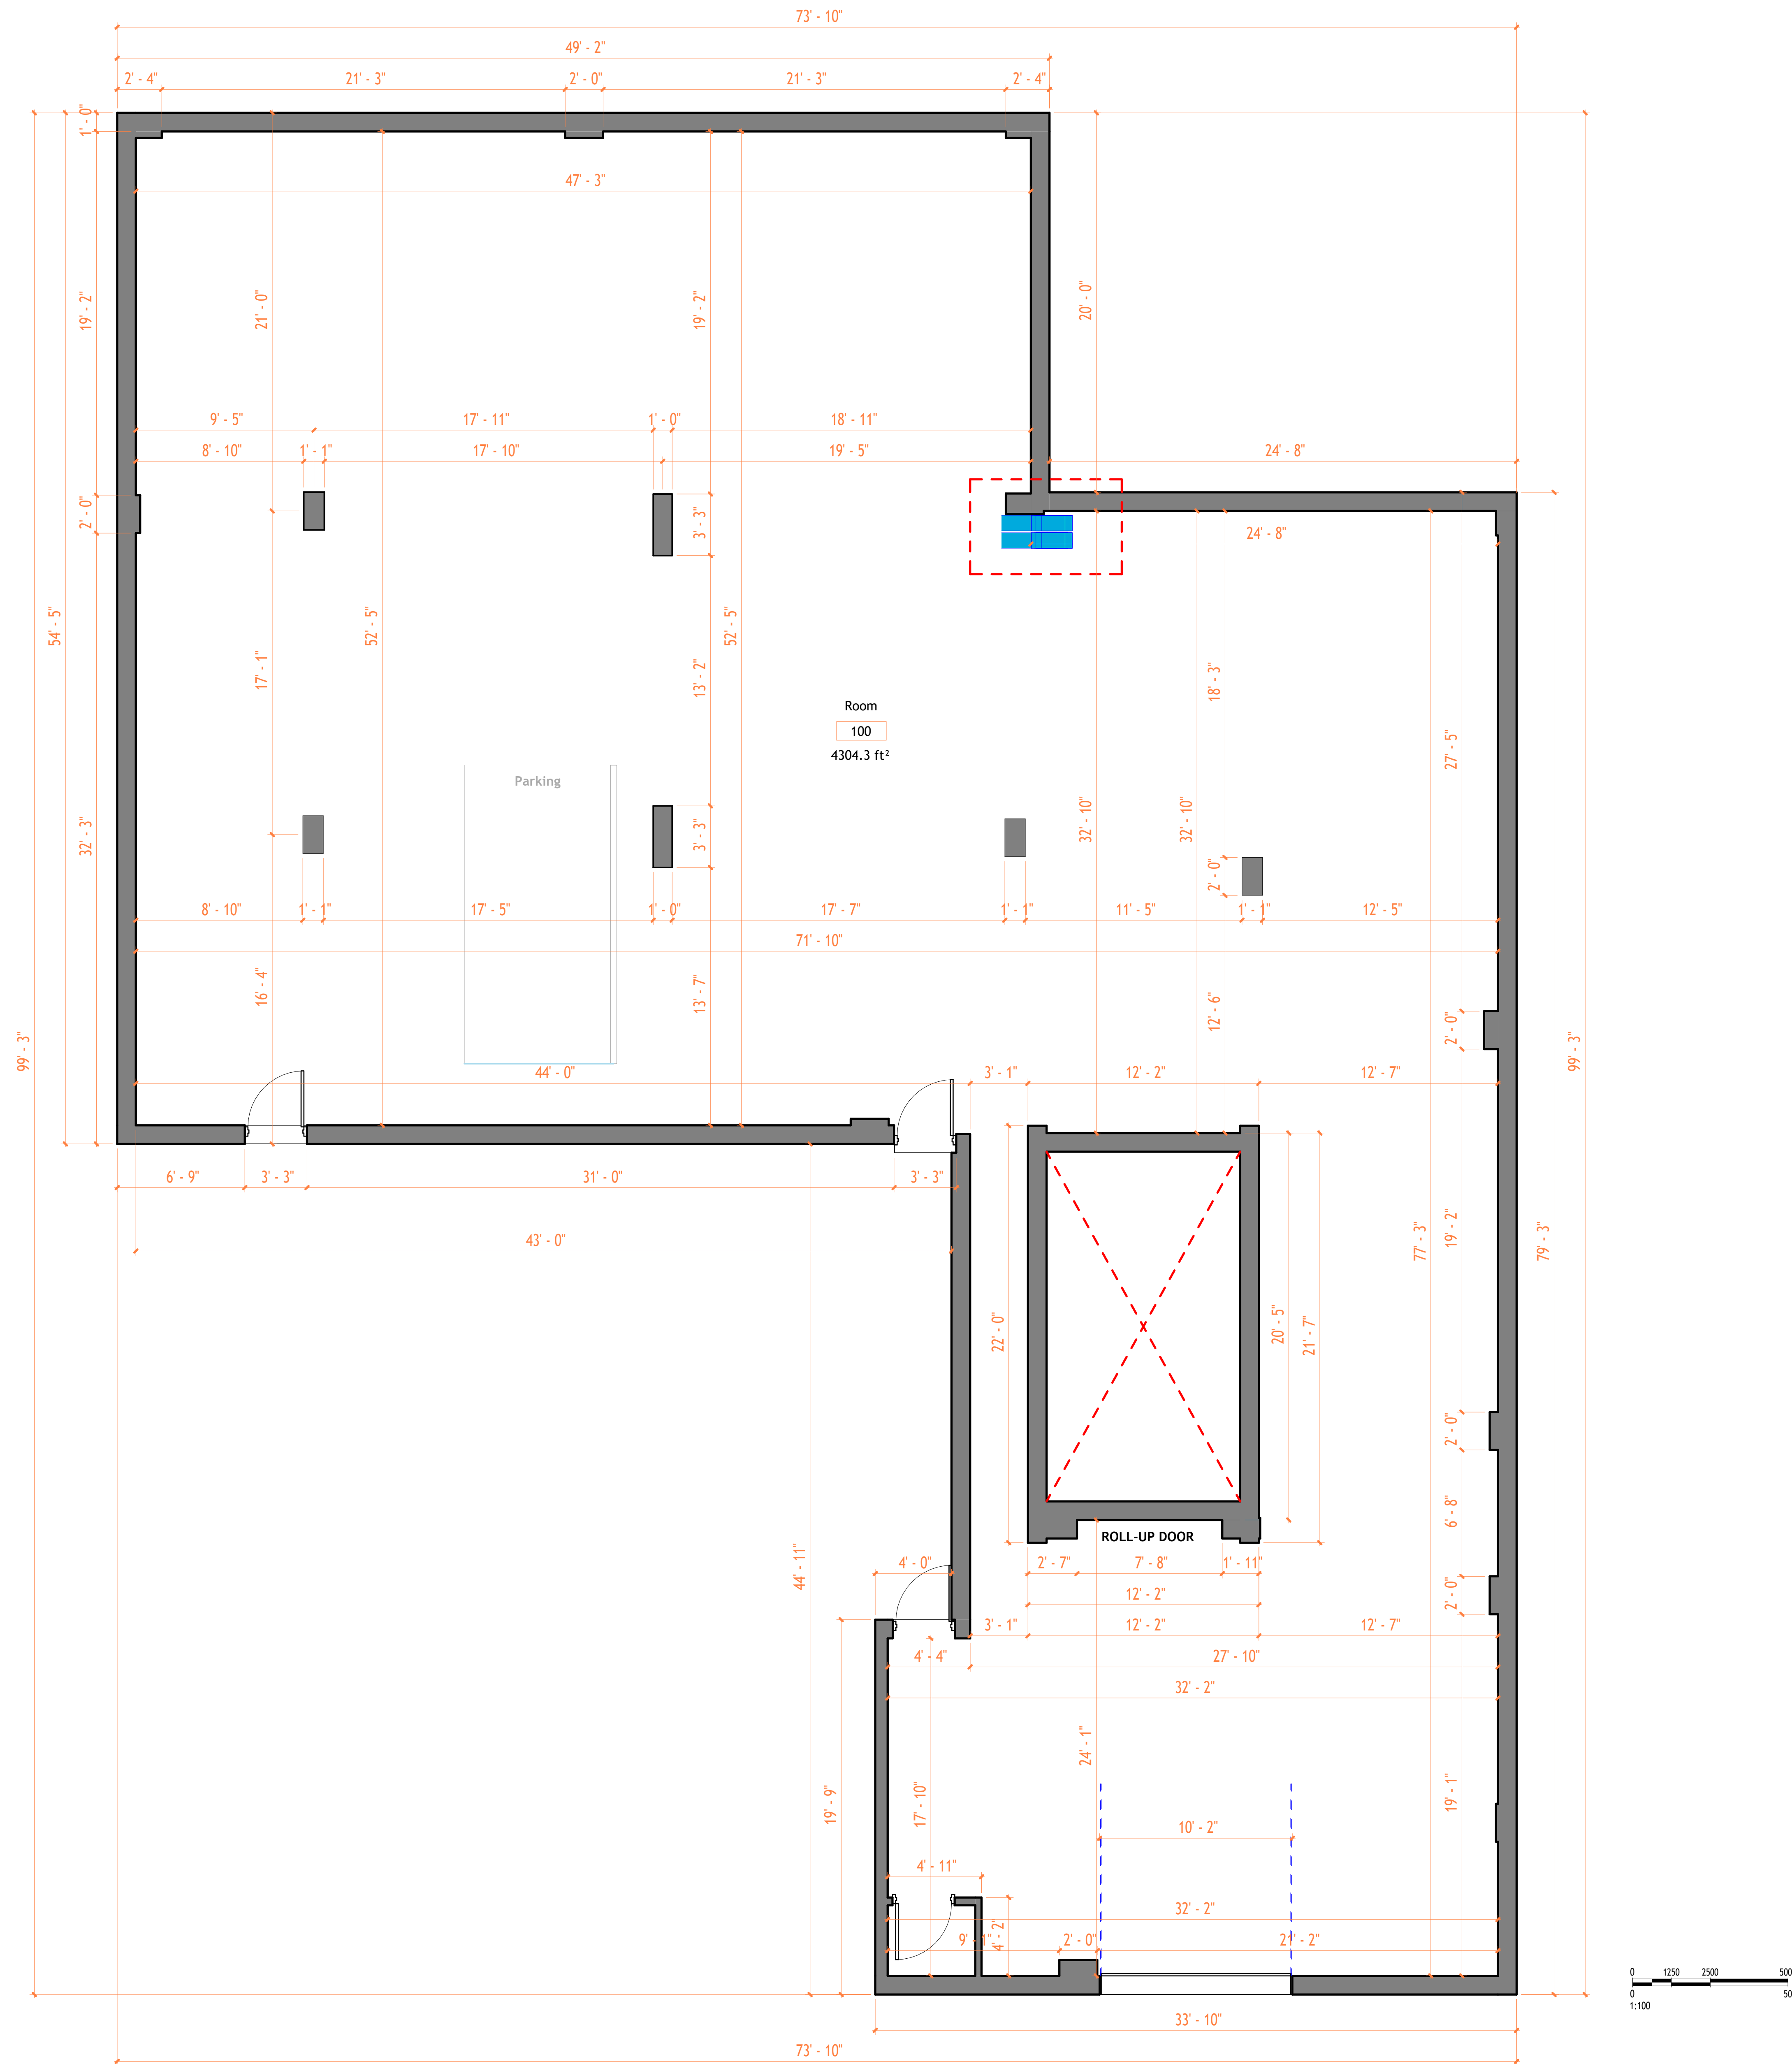 73' - 10"
49' - 2"
2' - 4" 21' - 3" 2' - 0" 21' - 3" 2' - 4"
1' - 0"
47' - 3"
19' - 2"
21' - 0"
19' - 2"
20' - 0"
9' - 5" 17' - 11" 1' - 0" 18' - 11"
8' - 10" 1' - 1" 17' - 10" 19' - 5" 24' - 8"
2' - 0"
3' - 3"
24' - 8"
54' - 5"
52' - 5"
52' - 5"
17' - 1"
13' - 2"
18' - 3"
Room
100
4304.3 ft²
27' - 5"
Parking
32' - 3"
3' - 3"
32' - 10"
32' - 10"
2' - 0"
8' - 10" 1' - 1" 17' - 5" 1' - 0" 17' - 7" 1' - 1" 11' - 5" 1' - 1" 12' - 5"
71' - 10"
16' - 4"
13' - 7"
12' - 6"
2' - 0"
99' - 3"
99' - 3"
44' - 0" 3' - 1" 12' - 2" 12' - 7"
6' - 9" 3' - 3" 31' - 0" 3' - 3"
43' - 0"
19' - 2"
77' - 3"
79' - 3"
22' - 0"
20' - 5"
21' - 7"
2' - 0"
6' - 8"
ROLL-UP DOOR
44' - 11"
4' - 0" 2' - 7" 7' - 8" 1' - 11"
12' - 2"
2' - 0"
3' - 1" 12' - 2" 12' - 7"
4' - 4" 27' - 10"
32' - 2"
24' - 1"
19' - 9"
17' - 10"
19' - 1"
10' - 2"
4' - 11"
32' - 2"
4' - 2"
9' - 1" 2' - 0" 21' - 2"
0 1250 2500 500
0 50
1:100
33' - 10"
73' - 10"